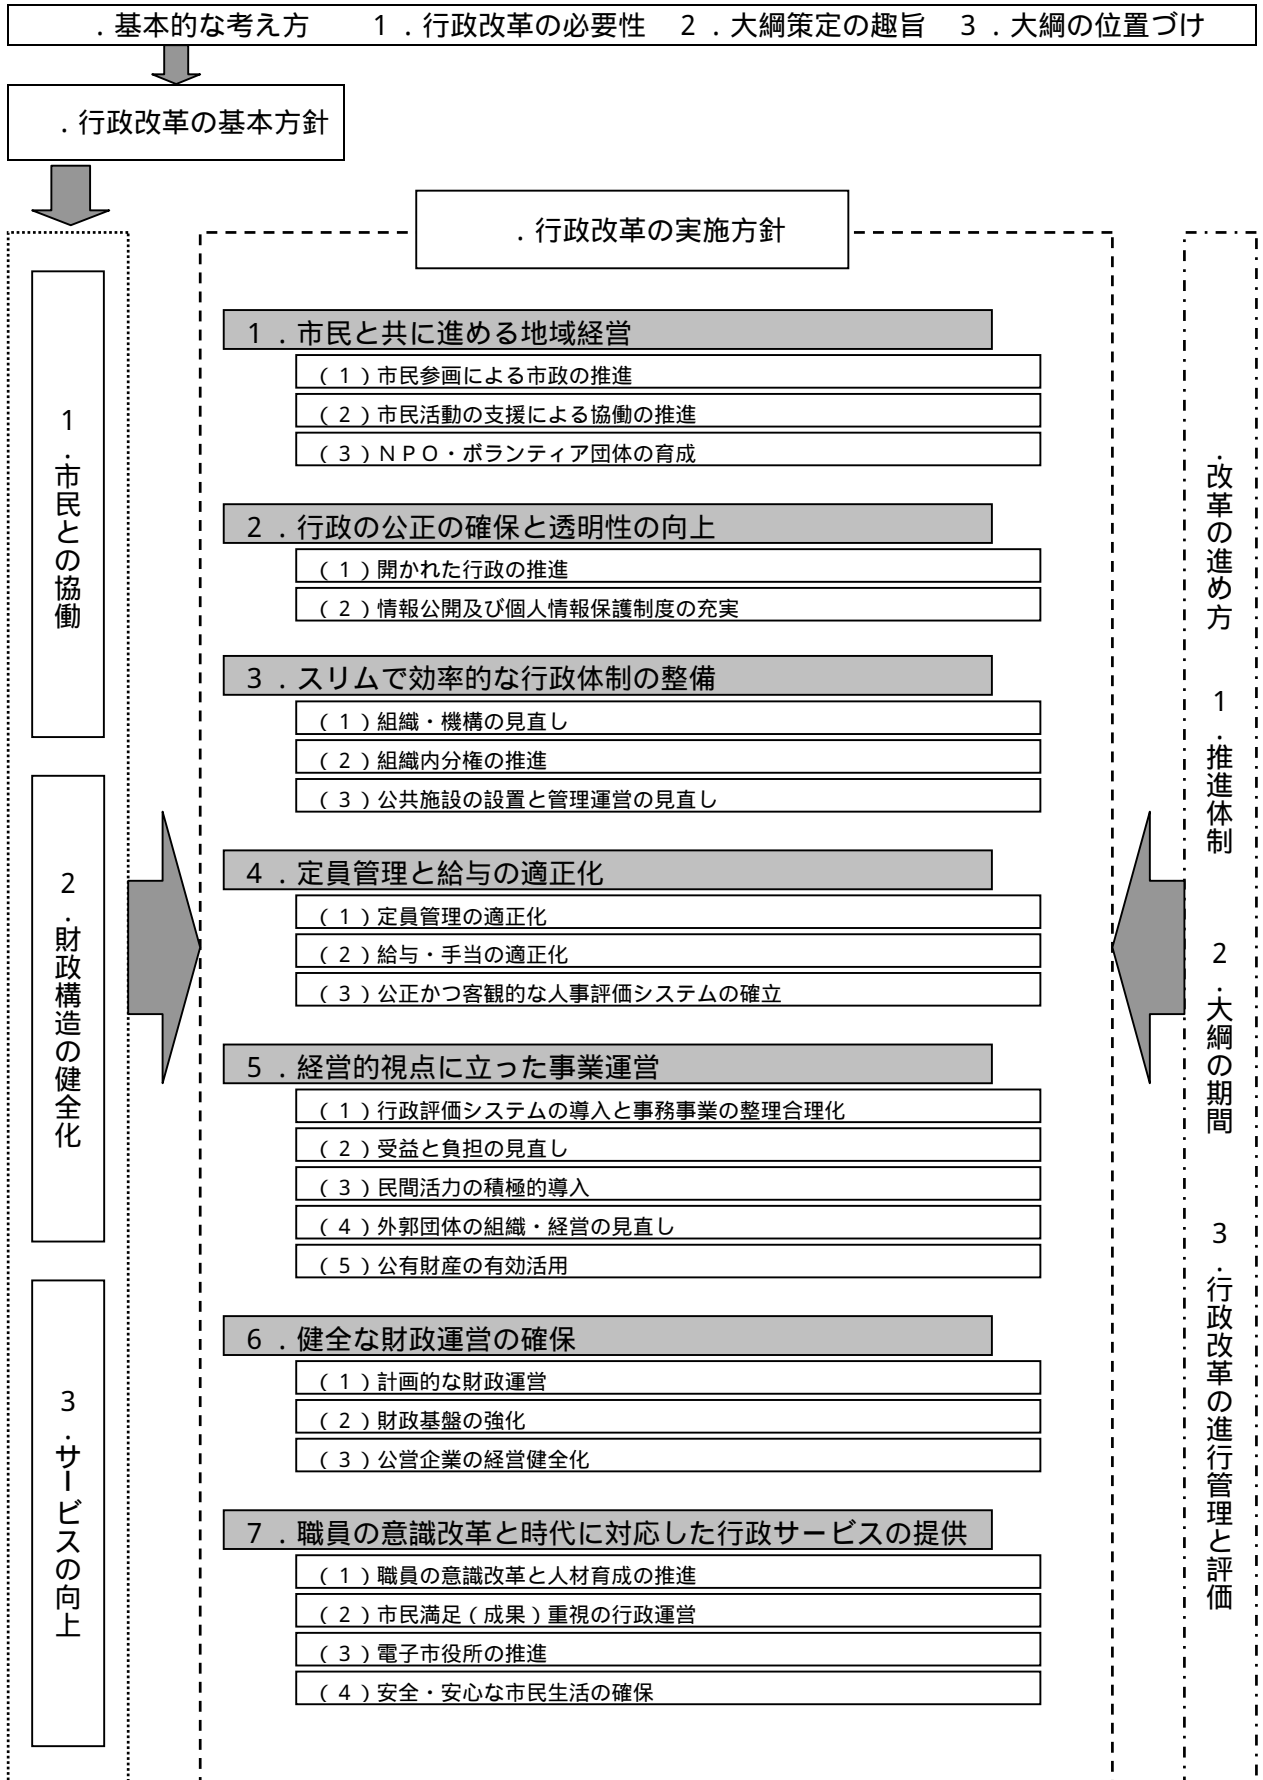 ．基本的な考え方　　１．行政改革の必要性　２．大綱策定の趣旨　３．大綱の位置づけ
．行政改革の基本方針
．行政改革の実施方針
１．市民との協働
２．財政構造の健全化
３．サービスの向上
１．市民と共に進める地域経営
（１）市民参画による市政の推進
（２）市民活動の支援による協働の推進
（３）ＮＰＯ・ボランティア団体の育成
２．行政の公正の確保と透明性の向上
（１）開かれた行政の推進
（２）情報公開及び個人情報保護制度の充実
３．スリムで効率的な行政体制の整備
（１）組織・機構の見直し
（２）組織内分権の推進
（３）公共施設の設置と管理運営の見直し
４．定員管理と給与の適正化
（１）定員管理の適正化
（２）給与・手当の適正化
（３）公正かつ客観的な人事評価システムの確立
５．経営的視点に立った事業運営
（１）行政評価システムの導入と事務事業の整理合理化
（２）受益と負担の見直し
（３）民間活力の積極的導入
（４）外郭団体の組織・経営の見直し
（５）公有財産の有効活用
６．健全な財政運営の確保
（１）計画的な財政運営
（２）財政基盤の強化
（３）公営企業の経営健全化
７．職員の意識改革と時代に対応した行政サービスの提供
（１）職員の意識改革と人材育成の推進
（２）市民満足（成果）重視の行政運営
（３）電子市役所の推進
（４）安全・安心な市民生活の確保
．改革の進め方　　１．推進体制　　２．大綱の期間　　３．行政改革の進行管理と評価